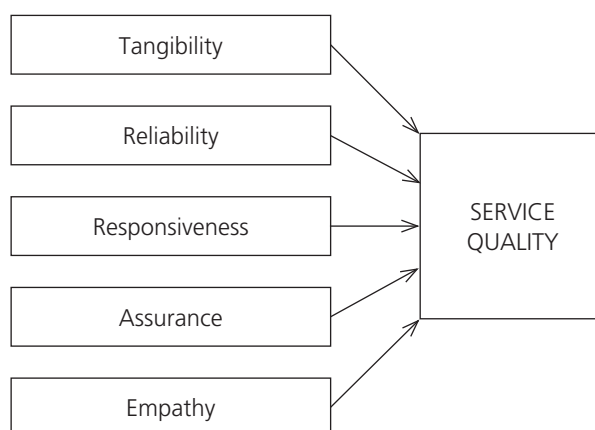 Tangibility
Reliability
Responsiveness
Assurance
Empathy
SERVICE
QUALITY